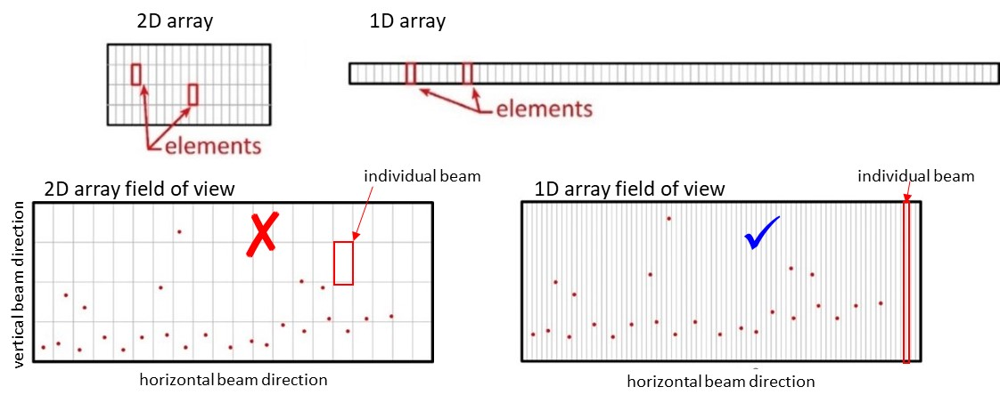 2D array
1D array
elements
elements
individual beam
individual beam
2D array field of view
1D array field of view
vertical beam direction
horizontal beam direction
horizontal beam direction